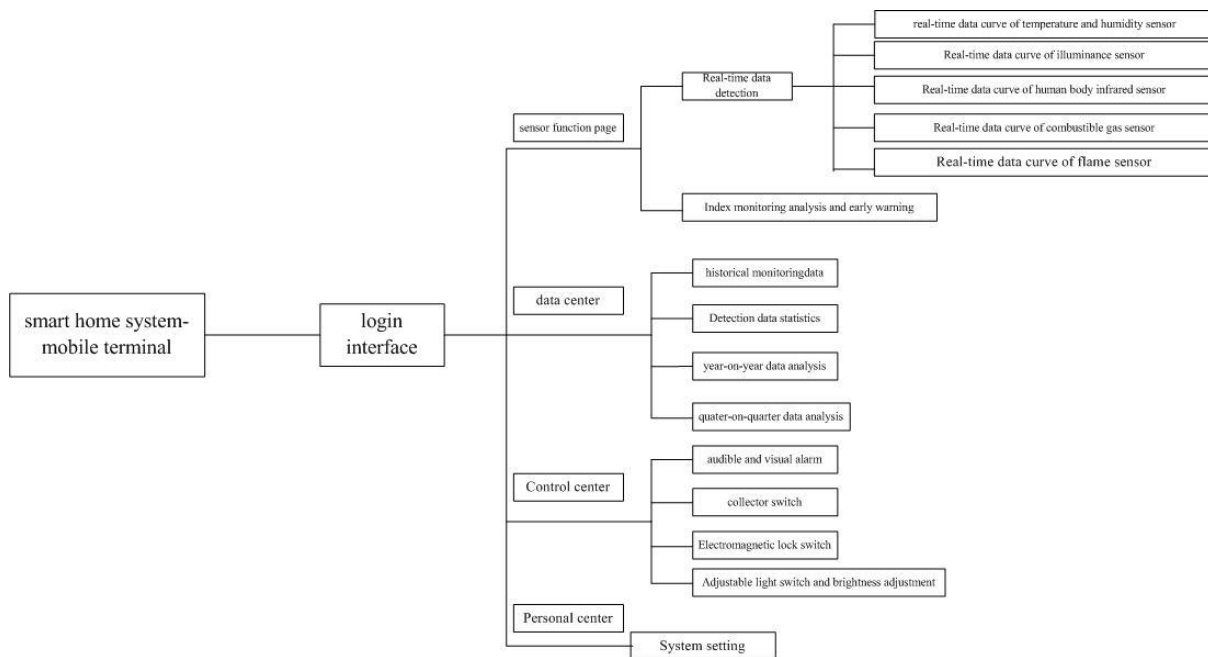 smart home system-
mobile terminal
login
interface
sensor function page
Real-time data
detection
real-time data curve of temperature and humidity sensor
Real-time data curve of illuminance sensor
Real-time data curve of human body infrared sensor
Real-time data curve of combustible gas sensor
Real-time data curve of flame sensor
Index monitoring analysis and early warning
data center
historical monitoringdata
Detection data statistics
year-on-year data analysis
quater-on-quarter data analysis
Control center
audible and visual alarm
collector switch
Electromagnetic lock switch
Adjustable light switch and brightness adjustment
Personal center
System setting